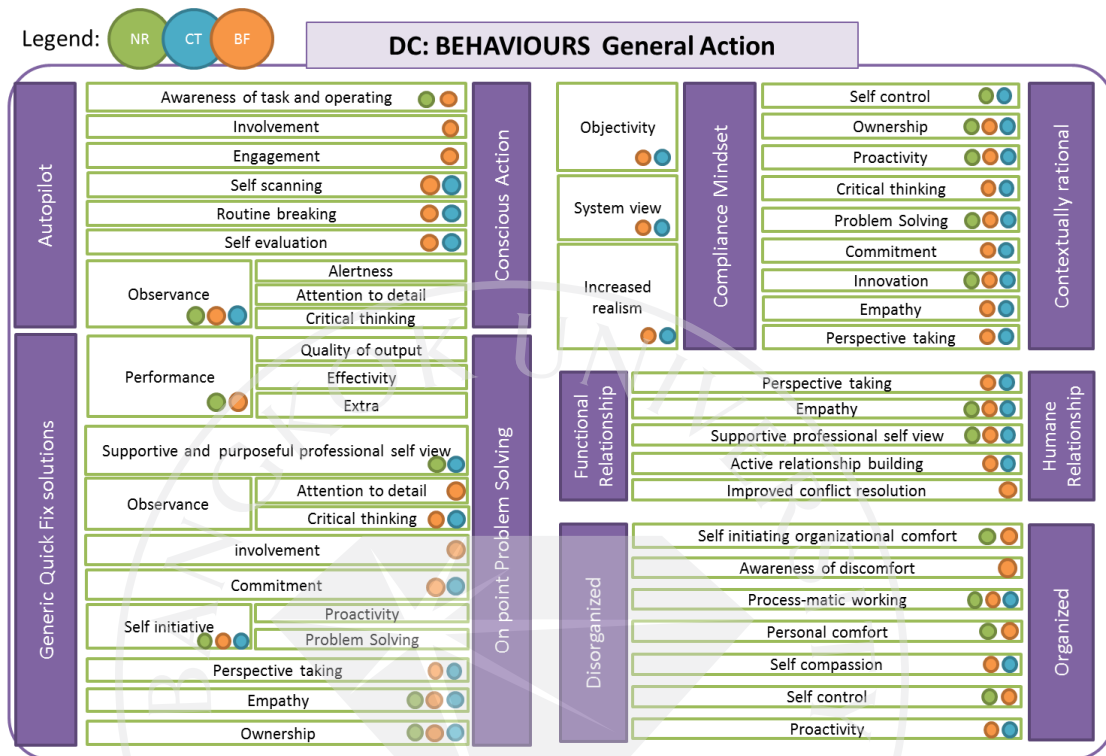 Legend:
NR
CT
BF
DC: BEHAVIOURS General Action
Autopilot
Awareness of task and operating
Involvement
Engagement
Self scanning
Routine breaking
Self evaluation
Observance
Alertness
Attention to detail
Critical thinking
Conscious Action
Generic Quick Fix solutions
Performance
Quality of output
Effectivity
Extra
Supportive and purposeful professional self view
Observance
Attention to detail
Critical thinking
involvement
Commitment
Self initiative
Proactivity
Problem Solving
Perspective taking
Empathy
Ownership
On point Problem Solving
Objectivity
System view
Increased
realism
Compliance Mindset
Self control
Ownership
Proactivity
Critical thinking
Problem Solving
Commitment
Innovation
Empathy
Perspective taking
Contextually rational
Functional
Relationship
Perspective taking
Empathy
Supportive professional self view
Active relationship building
Improved conflict resolution
Humane
Relationship
Disorganized
Self initiating organizational comfort
Awareness of discomfort
Process-matic working
Personal comfort
Self compassion
Self control
Proactivity
Organized
BANGKOK UNIVERSITY